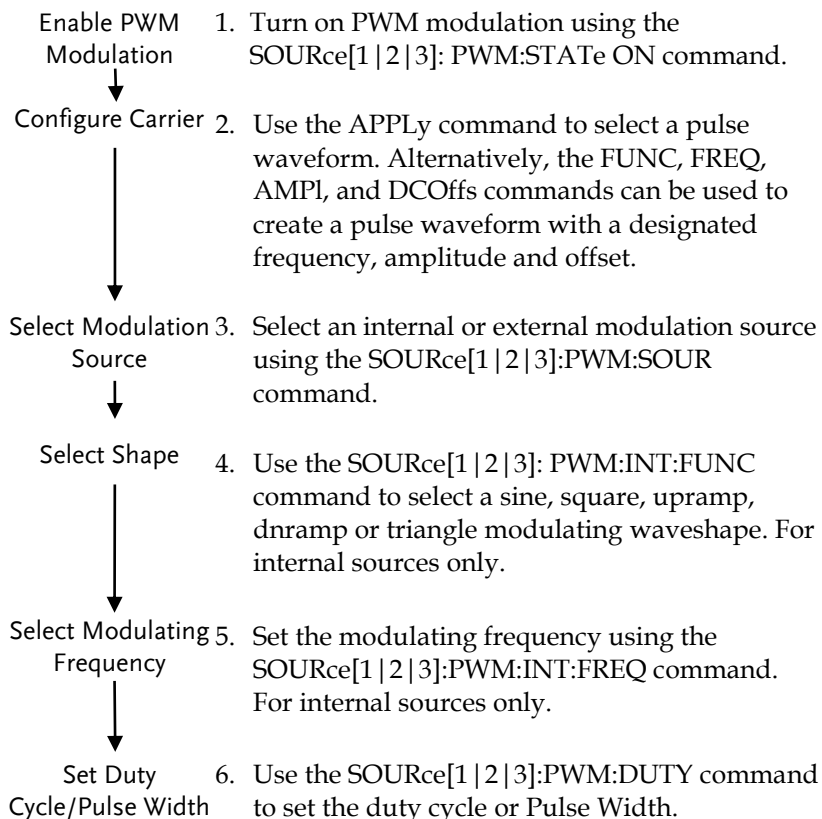 Enable PWM
Modulation
1. Turn on PWM modulation using the
SOURce[1|2|3]: PWM:STATe ON command.
Configure Carrier
2. Use the APPLy command to select a pulse
waveform. Alternatively, the FUNC, FREQ,
AMPl, and DCOffs commands can be used to
create a pulse waveform with a designated
frequency, amplitude and offset.
Select Modulation
Source
3. Select an internal or external modulation source
using the SOURce[1|2|3]:PWM:SOUR
command.
Select Shape
4. Use the SOURce[1|2|3]: PWM:INT:FUNC
command to select a sine, square, upramp,
dnramp or triangle modulating waveshape. For
internal sources only.
Select Modulating
Frequency
5. Set the modulating frequency using the
SOURce[1|2|3]:PWM:INT:FREQ command.
For internal sources only.
Set Duty
Cycle/Pulse Width
6. Use the SOURce[1|2|3]:PWM:DUTY command
to set the duty cycle or Pulse Width.